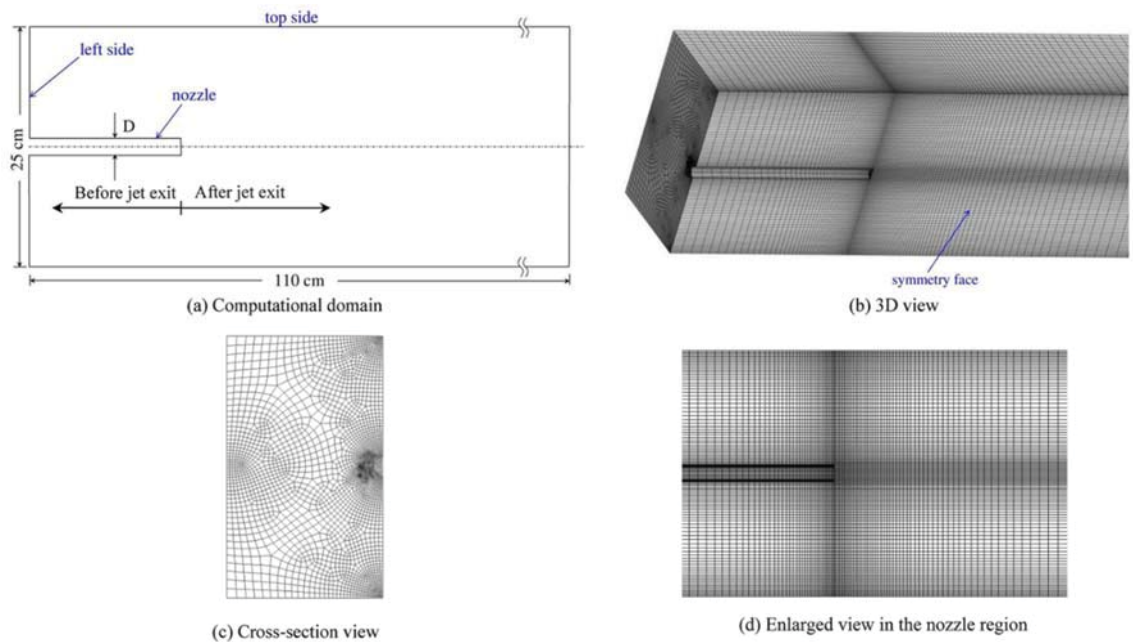 top side
left side
nozzle
D
25 cm
Before jet exit
After jet exit
110 cm
(a) Computational domain
symmetry face
(b) 3D view
(c) Cross-section view
(d) Enlarged view in the nozzle region